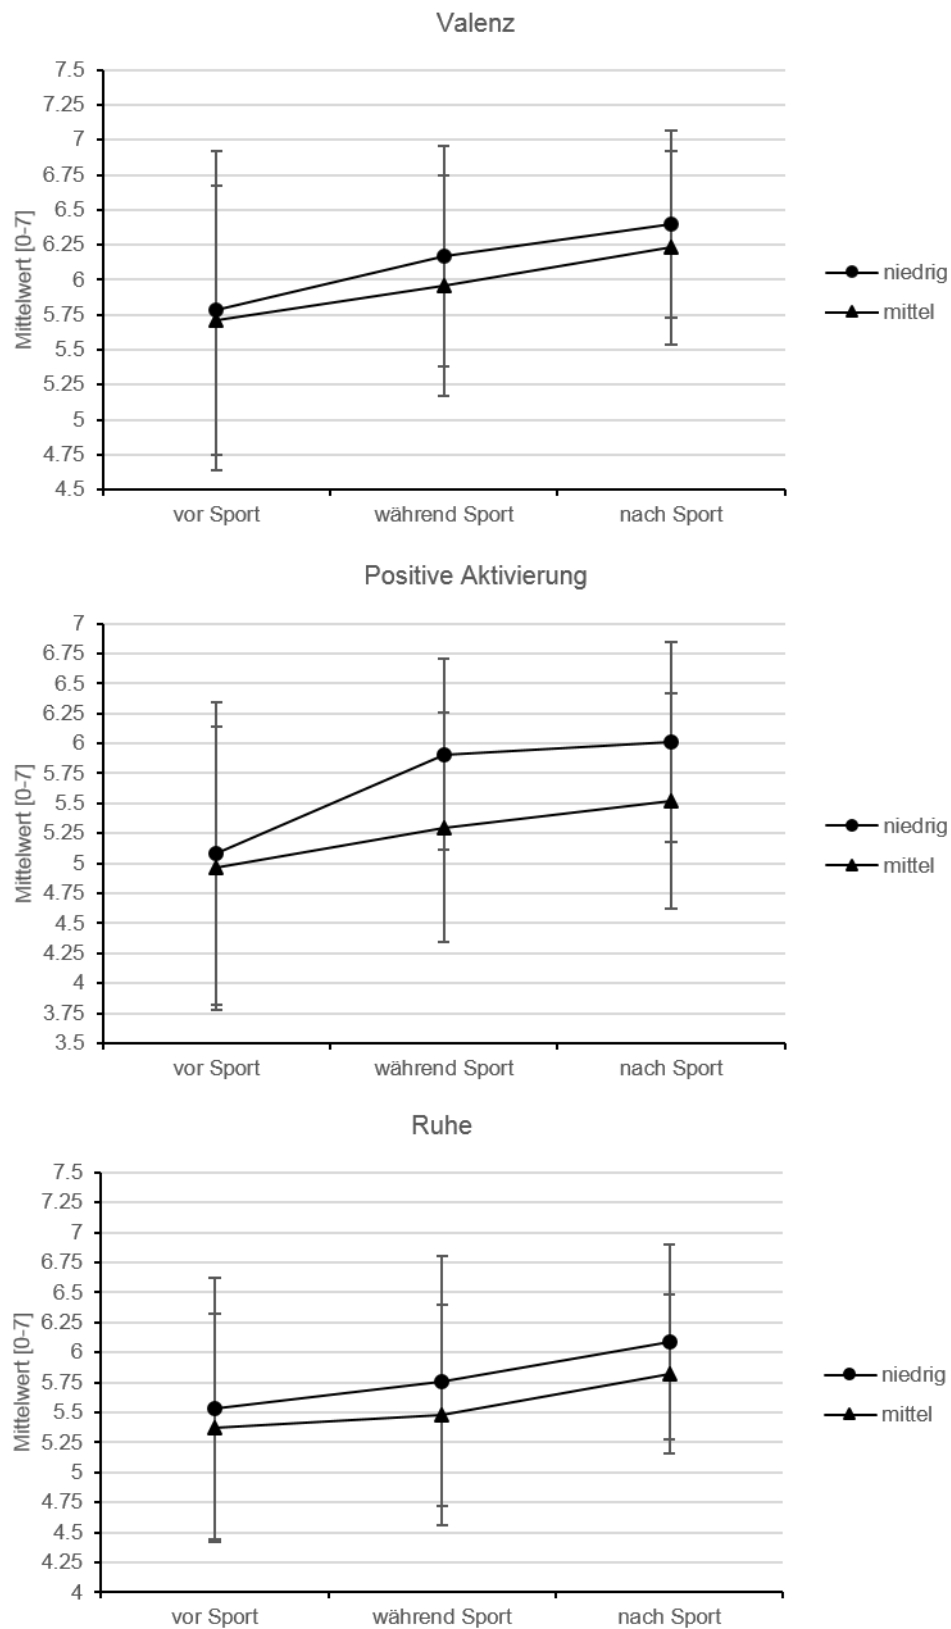 Valenz
7.5
7.25
7
6.75
6.5
6.25
6
5.75
5.5
5.25
5
4.75
4.5
Mittelwert [0-7]
vor Sport während Sport nach Sport
niedrig
mittel
Positive Aktivierung
7
6.75
6.5
6.25
6
5.75
5.5
5.25
5
4.75
4.5
4.25
4
3.75
3.5
Mittelwert [0-7]
vor Sport während Sport nach Sport
niedrig
mittel
Ruhe
7.5
7.25
7
6.75
6.5
6.25
6
5.75
5.5
5.25
5
4.75
4.5
4.25
4
Mittelwert [0-7]
vor Sport während Sport nach Sport
niedrig
mittel